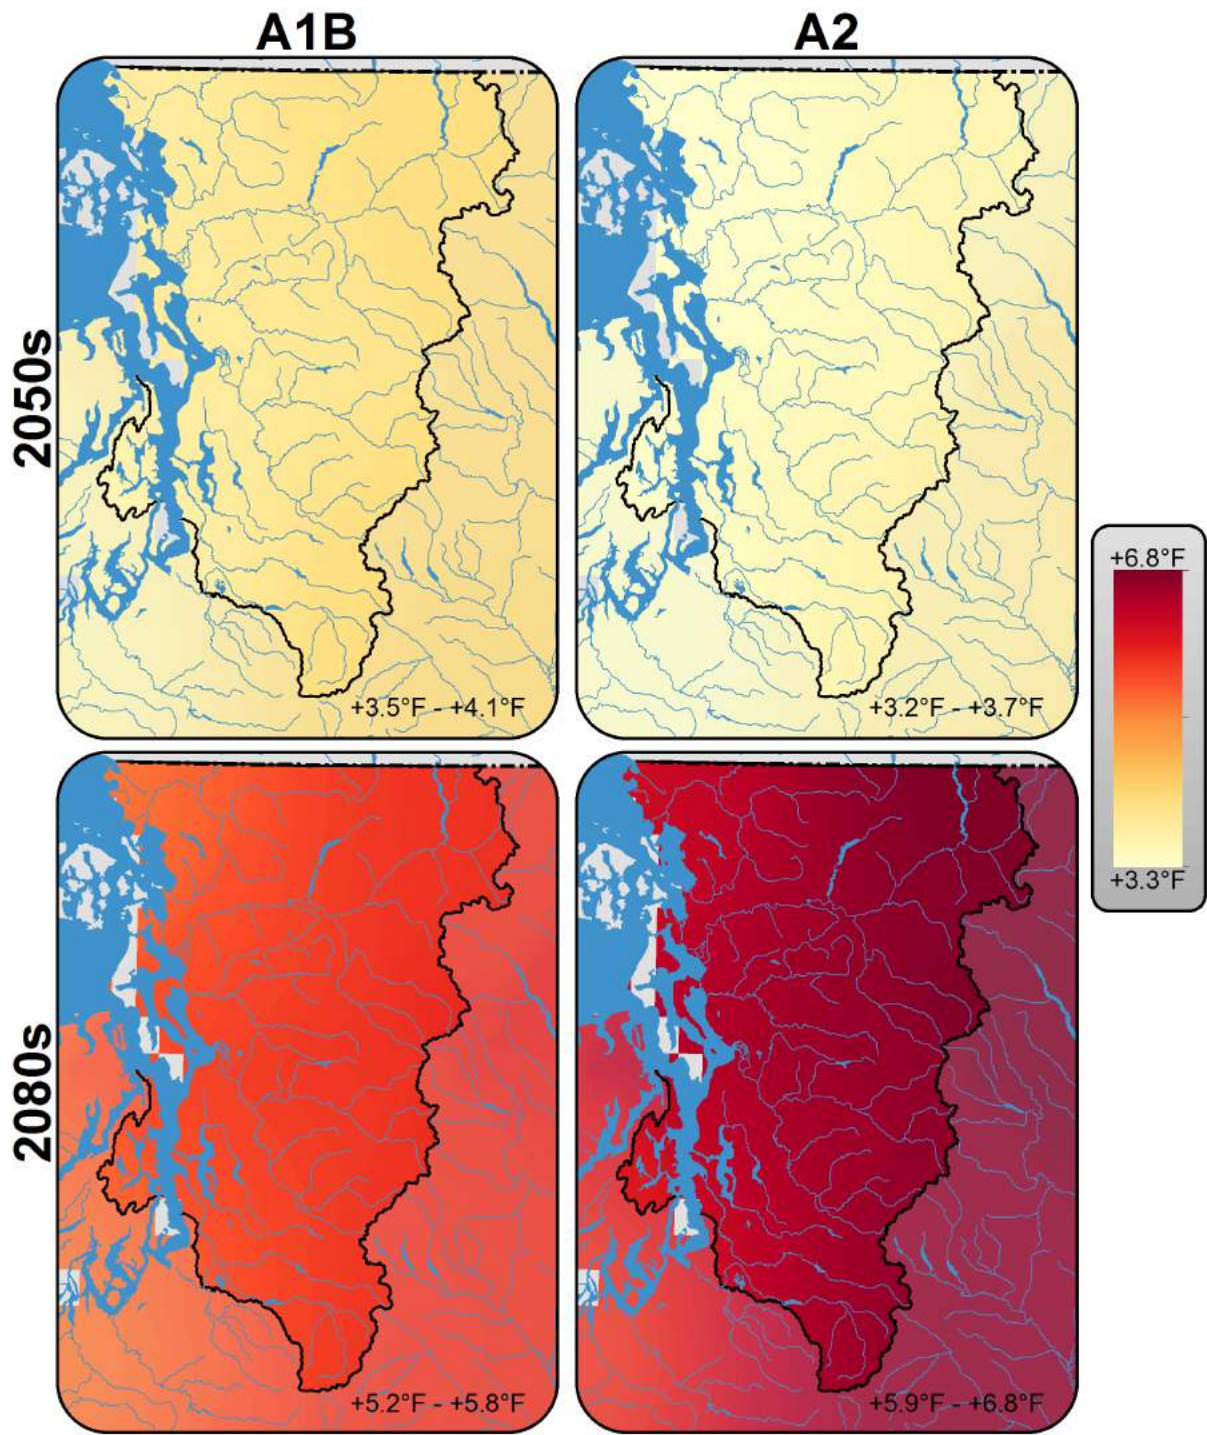 A1B
A2
2050s
+3.5°F - +4.1°F
+3.2°F - +3.7°F
+6.8°F
+3.3°F
2080s
+5.2°F - +5.8°F
+5.9°F - +6.8°F